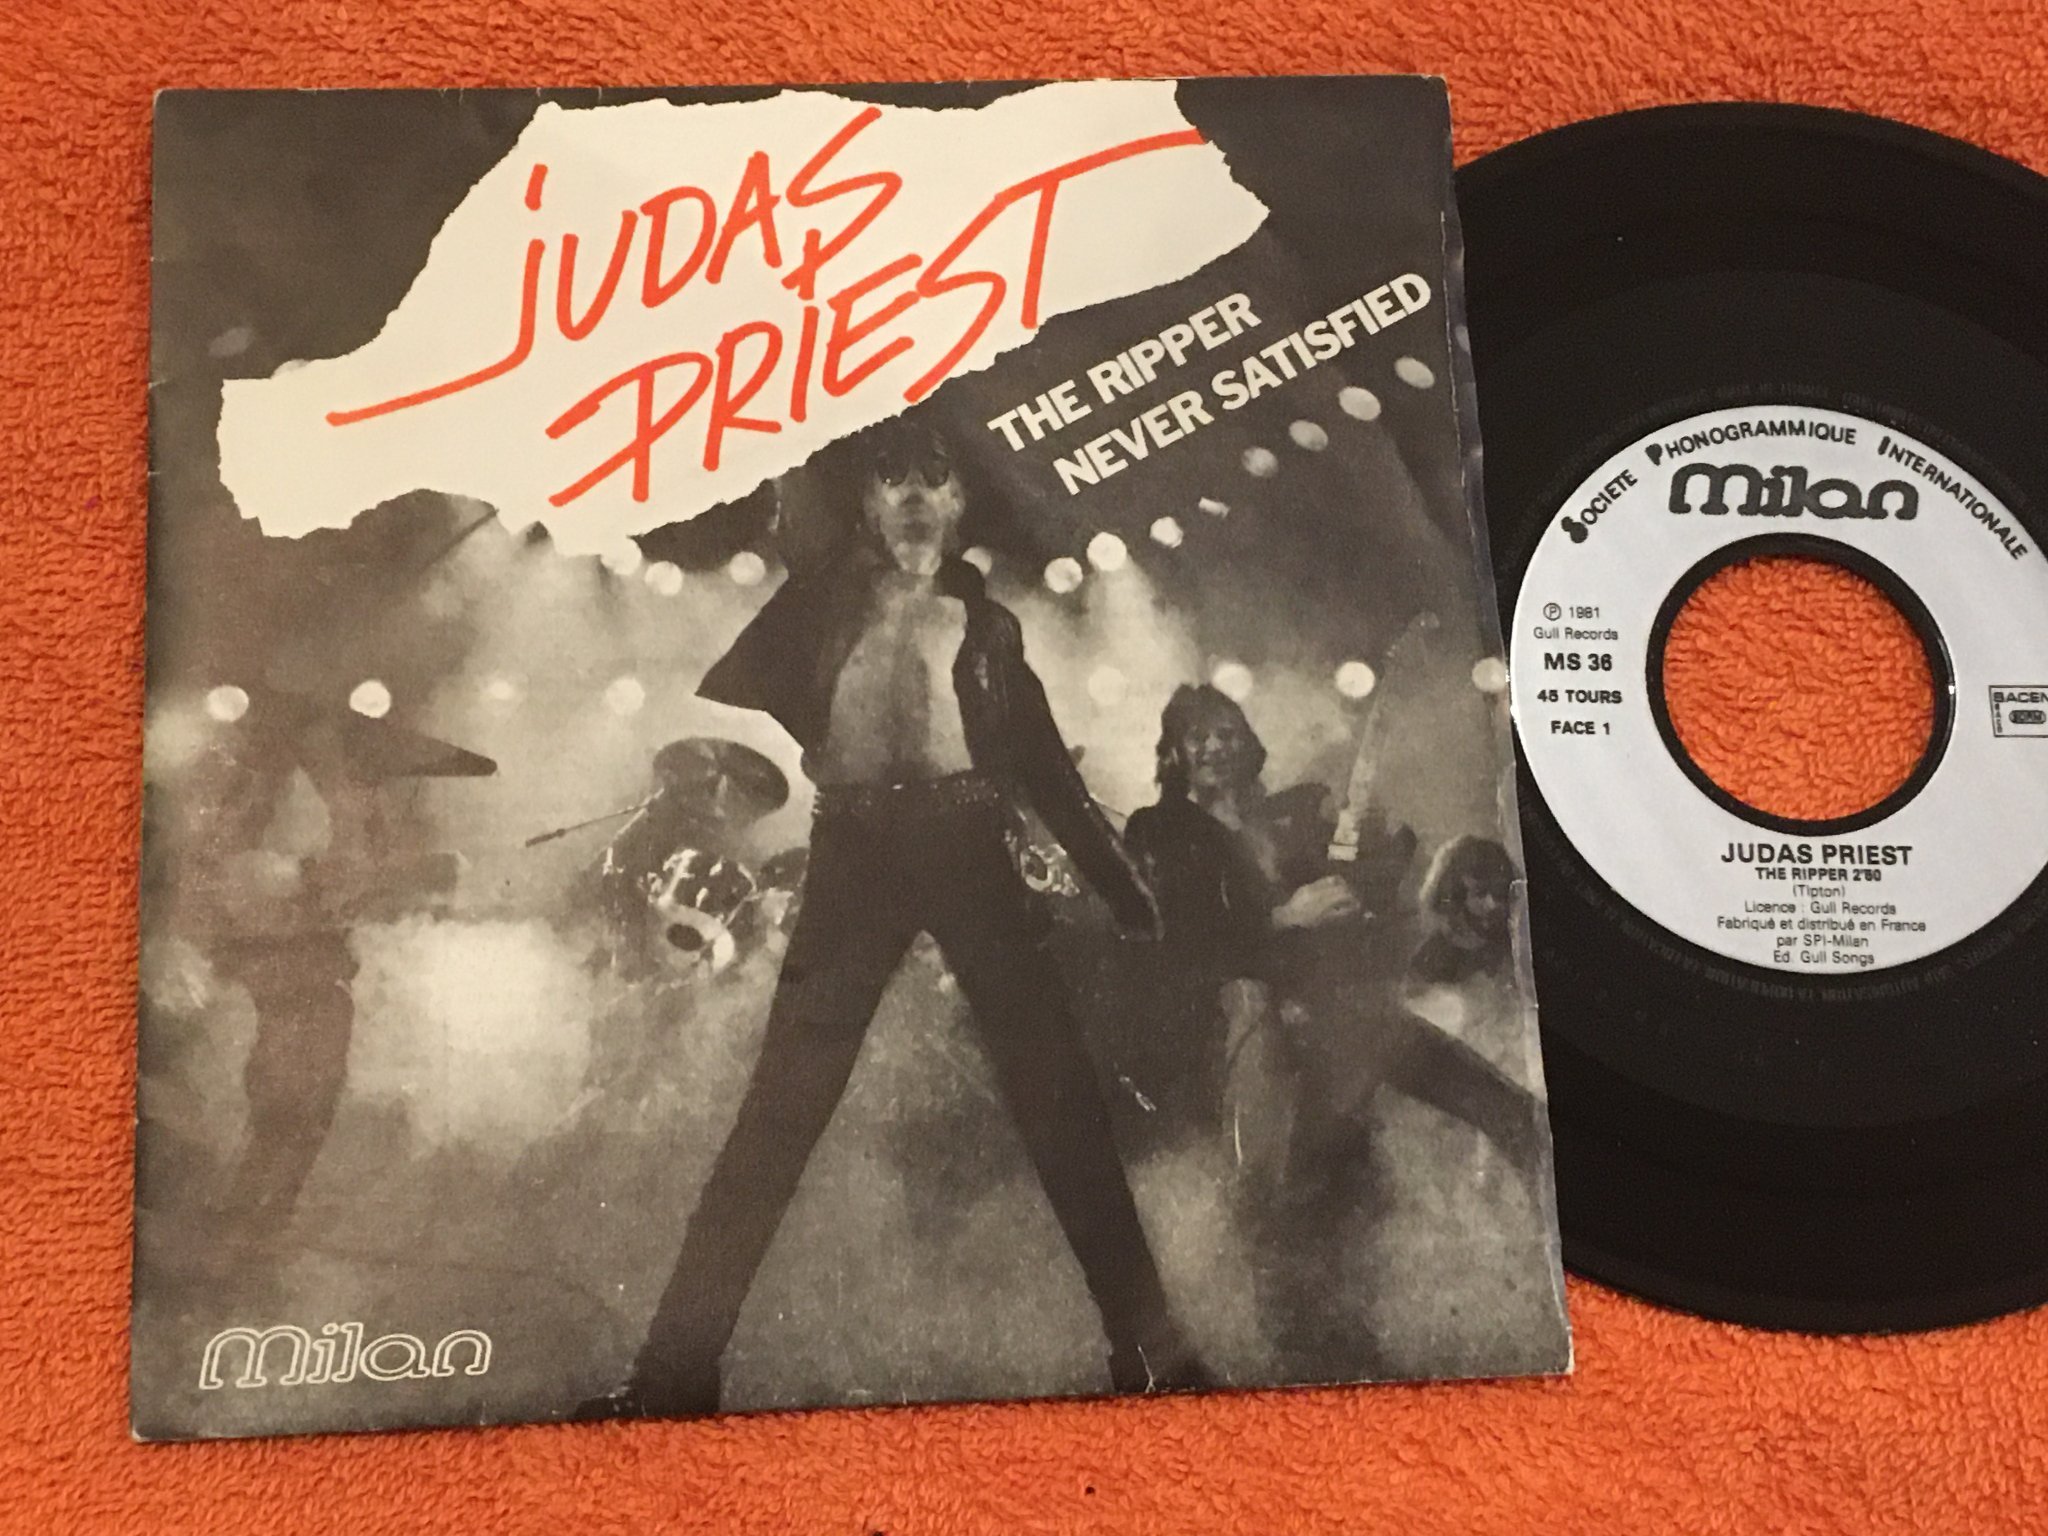 JUDAS
PRIEST
THE RIPPER
NEVER SATISFIED
milan
SOCIETE PHONOGRAMMIQUE INTERNATIONALE
milan
℗ 1981
Gull Records
MS 36
45 TOURS
FACE 1
SACEM
JUDAS PRIEST
THE RIPPER 2'50
(Tipton)
Licence : Gull Records
Fabriqué et distribué en France
par SPI-Milan
Ed. Gull Songs